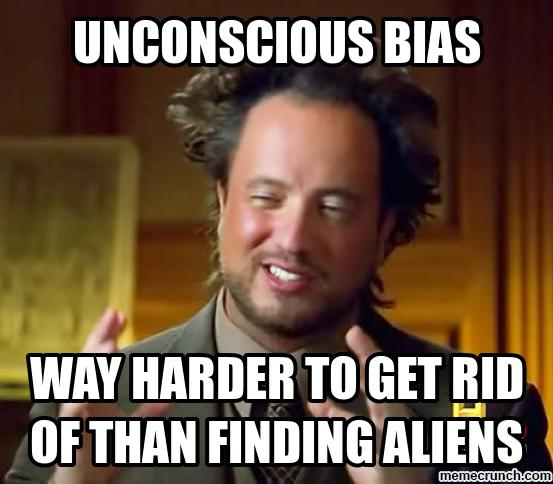 UNCONSCIOUS BIAS
WAY HARDER TO GET RID
OF THAN FINDING ALIENS
memecrunch.com